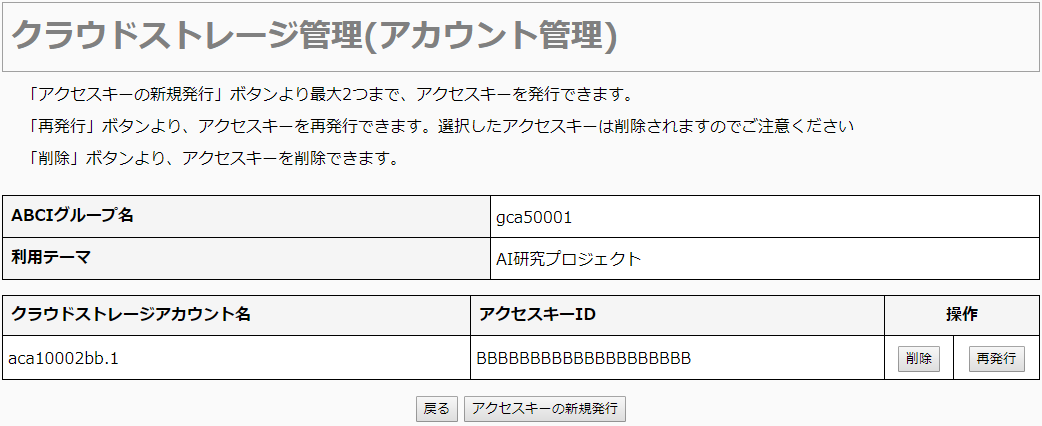 クラウドストレージ管理(アカウント管理)
「アクセスキーの新規発行」ボタンより最大2つまで、アクセスキーを発行できます。
「再発行」ボタンより、アクセスキーを再発行できます。選択したアクセスキーは削除されますのでご注意ください
「削除」ボタンより、アクセスキーを削除できます。
ABCIグループ名 gca50001
利用テーマ AI研究プロジェクト
クラウドストレージアカウント名 アクセスキーID 操作
aca10002bb.1 BBBBBBBBBBBBBBBBBBBB 削除 再発行
戻る アクセスキーの新規発行